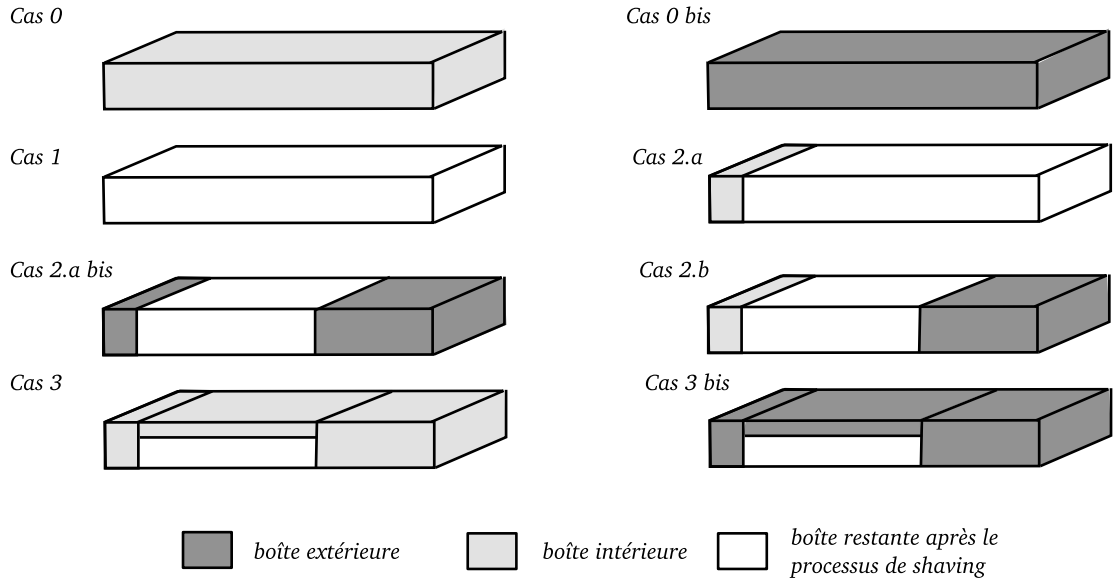 Cas 0
Cas 0 bis
Cas 1
Cas 2.a
Cas 2.a bis
Cas 2.b
Cas 3
Cas 3 bis
boîte extérieure
boîte intérieure
boîte restante après le
processus de shaving